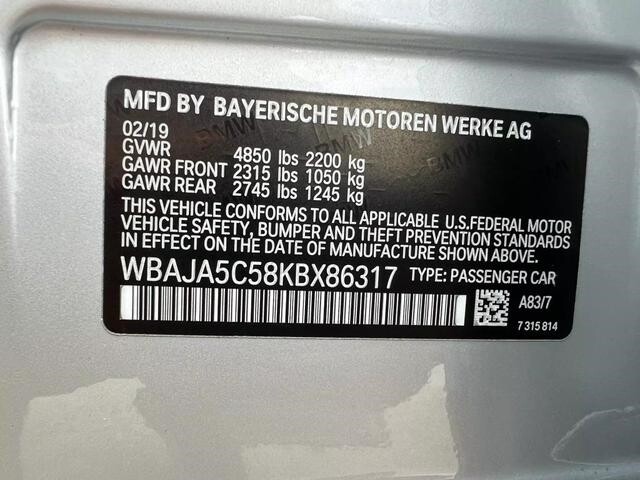 MFD BY BAYERISCHE MOTOREN WERKE AG
02/19
GVWR 4850 lbs 2200 kg
GAWR FRONT 2315 lbs 1050 kg
GAWR REAR 2745 lbs 1245 kg
THIS VEHICLE CONFORMS TO ALL APPLICABLE U.S.FEDERAL MOTOR
VEHICLE SAFETY, BUMPER AND THEFT PREVENTION STANDARDS
IN EFFECT ON THE DATE OF MANUFACTURE SHOWN ABOVE.
WBAJA5C58KBX86317 TYPE: PASSENGER CAR
A83/7
7 315 814